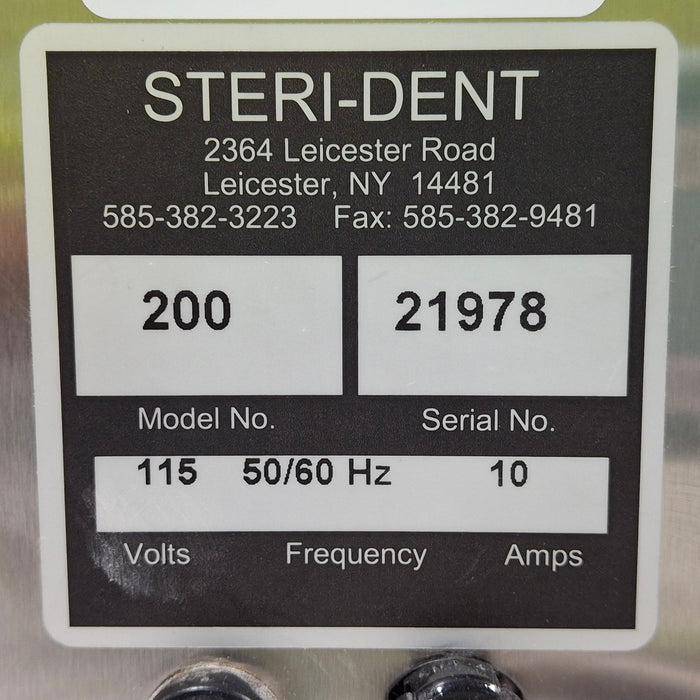 STERI-DENT
2364 Leicester Road
Leicester, NY 14481
585-382-3223 Fax: 585-382-9481
200 21978
Model No. Serial No.
115 50/60 Hz 10
Volts Frequency Amps